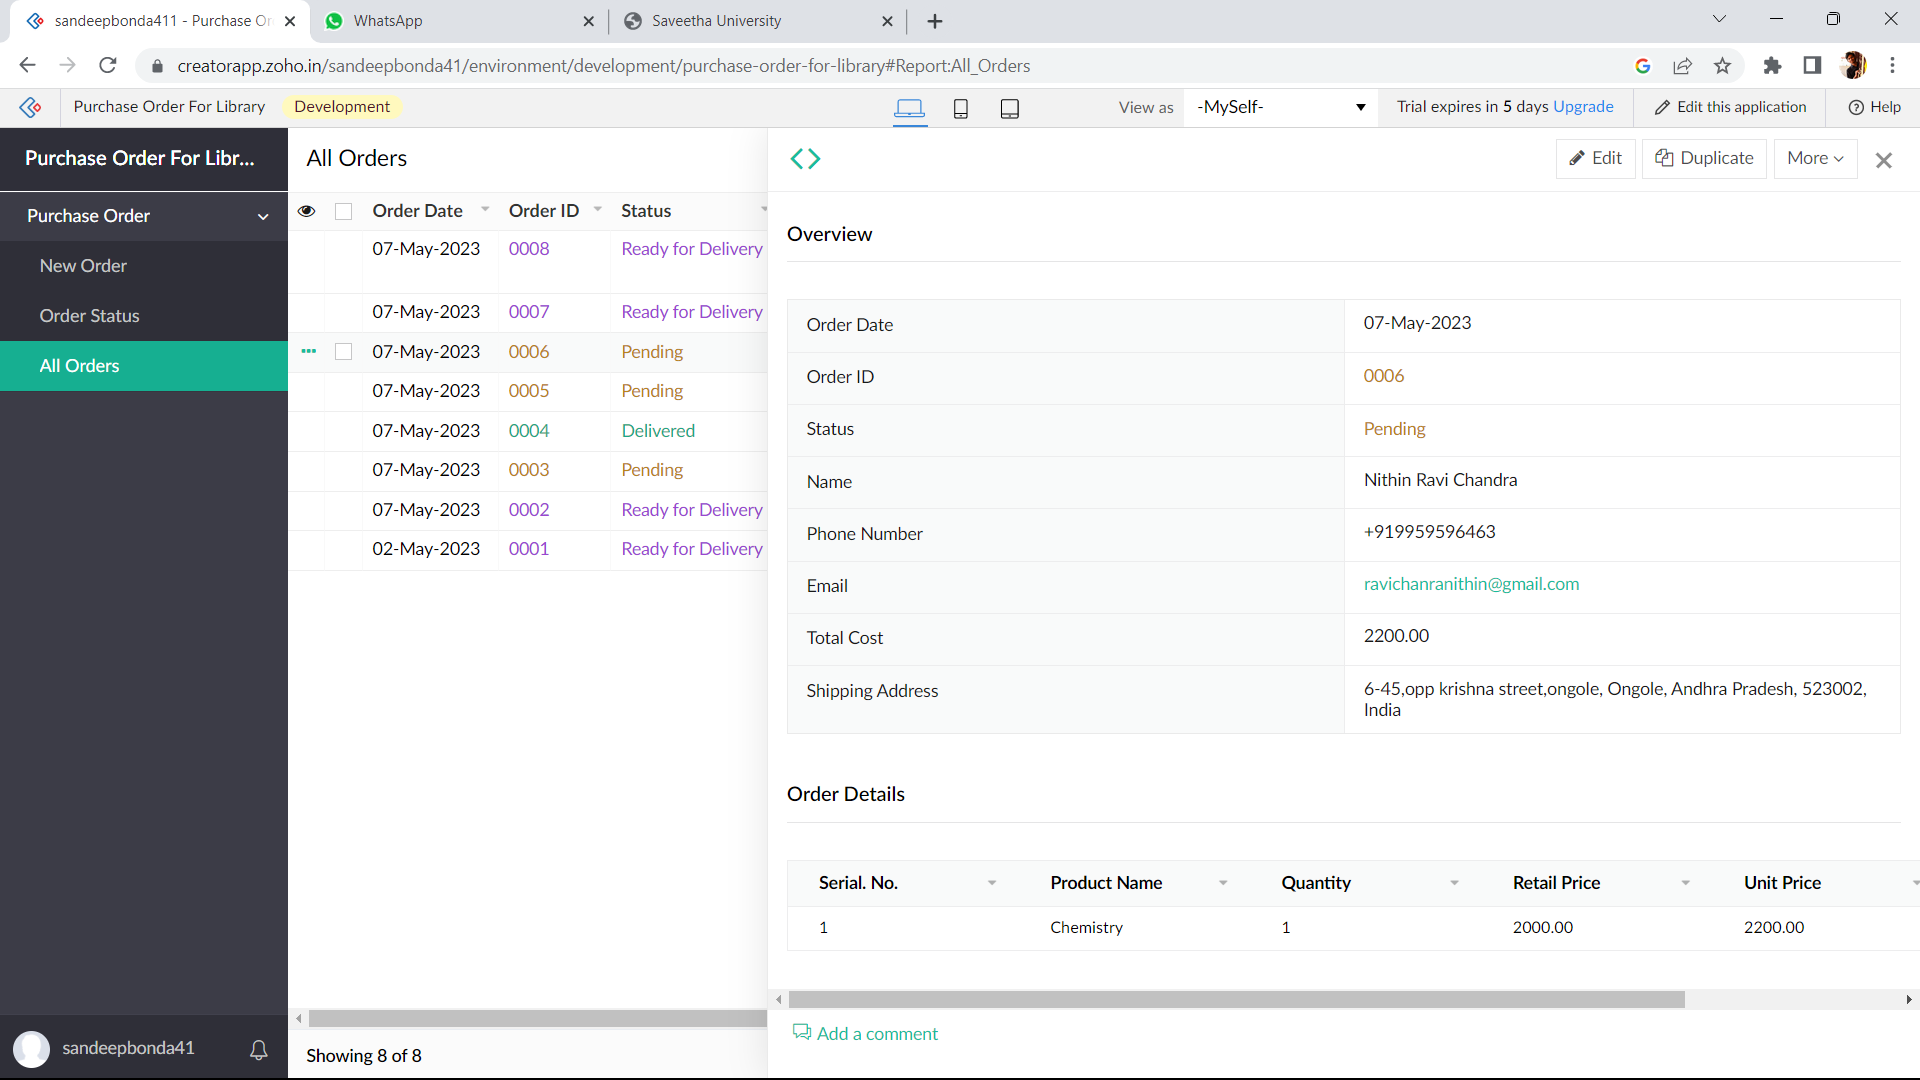 sandeepbonda411 - Purchase Or
WhatsApp
Saveetha University
creatorapp.zoho.in/sandeepbonda41/environment/development/purchase-order-for-library#Report:All_Orders
Purchase Order For Library
Development
View as
-MySelf-
Trial expires in 5 days Upgrade
Edit this application
Help
Purchase Order For Libr...
Purchase Order
New Order
Order Status
All Orders
sandeepbonda41
All Orders
Order Date Order ID Status
07-May-2023 0008 Ready for Delivery
07-May-2023 0007 Ready for Delivery
07-May-2023 0006 Pending
07-May-2023 0005 Pending
07-May-2023 0004 Delivered
07-May-2023 0003 Pending
07-May-2023 0002 Ready for Delivery
02-May-2023 0001 Ready for Delivery
Showing 8 of 8
Edit
Duplicate
More
Overview
Order Date 07-May-2023
Order ID 0006
Status Pending
Name Nithin Ravi Chandra
Phone Number +919959596463
Email ravichanranithin@gmail.com
Total Cost 2200.00
Shipping Address 6-45,opp krishna street,ongole, Ongole, Andhra Pradesh, 523002,
India
Order Details
Serial. No. Product Name Quantity Retail Price Unit Price
1 Chemistry 1 2000.00 2200.00
Add a comment